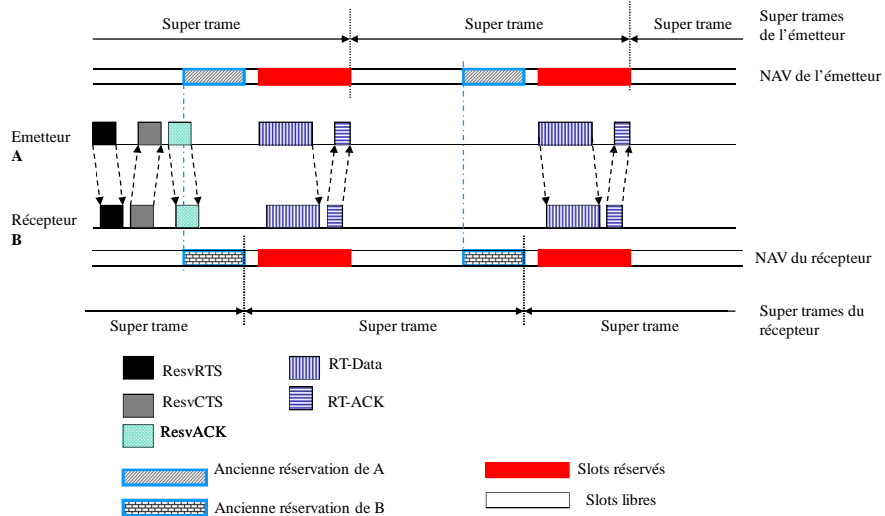 Super trame
Super trame
Super trame
Super trames
de l'émetteur
NAV de l'émetteur
Emetteur
A
Récepteur
B
NAV du récepteur
Super trame
Super trame
Super trame
Super trames du
récepteur
ResvRTS
RT-Data
ResvCTS
RT-ACK
ResvACK
Ancienne réservation de A
Slots réservés
Ancienne réservation de B
Slots libres